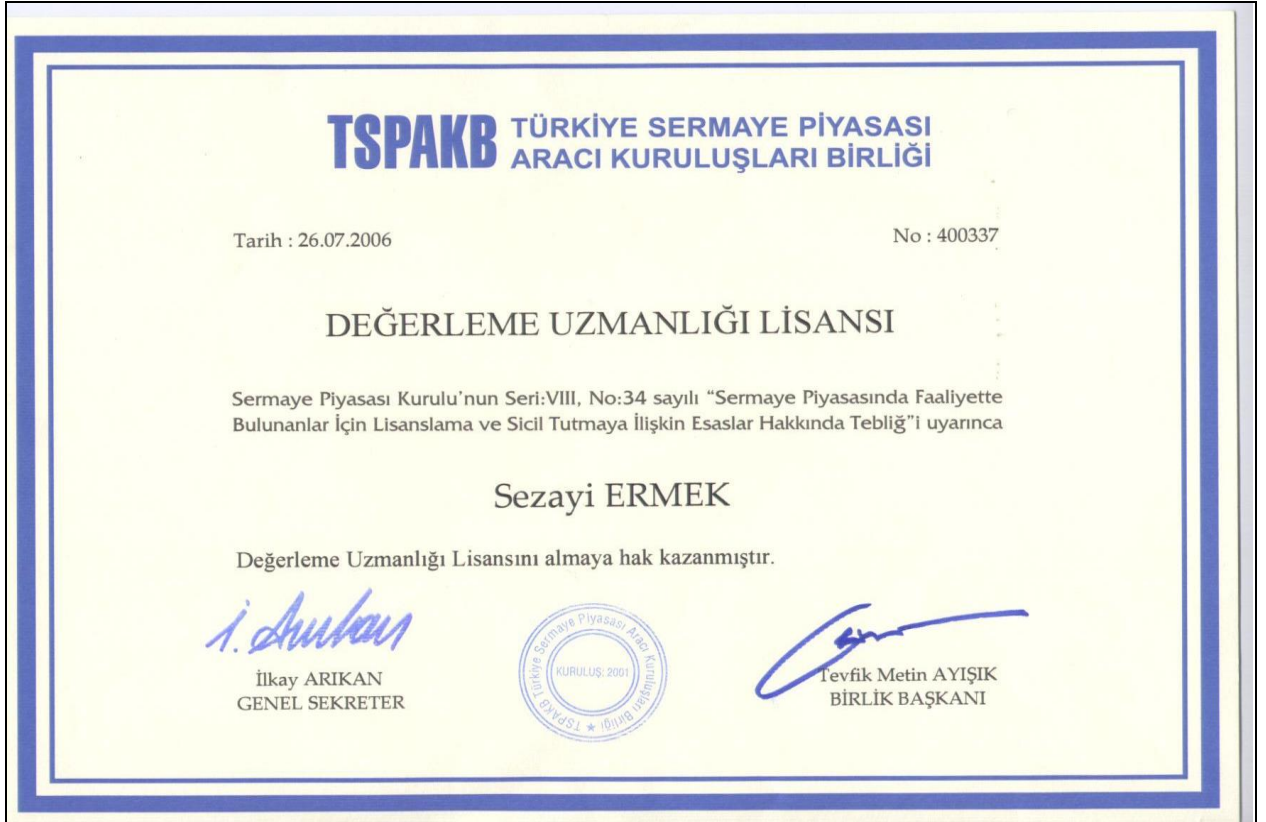 TSPAKB TÜRKİYE SERMAYE PİYASASI
ARACI KURULUŞLARI BİRLİĞİ
Tarih : 26.07.2006
No : 400337
DEĞERLEME UZMANLIĞI LİSANSI
Sermaye Piyasası Kurulu'nun Seri:VIII, No:34 sayılı "Sermaye Piyasasında Faaliyette
Bulunanlar İçin Lisanslama ve Sicil Tutmaya İlişkin Esaslar Hakkında Tebliğ"i uyarınca
Sezayi ERMEK
Değerleme Uzmanlığı Lisansını almaya hak kazanmıştır.
İlkay ARIKAN
GENEL SEKRETER
TSPAKB Türkiye Sermaye Piyasası Aracı Kuruluşları Birliği ★
KURULUŞ: 2001
Tevfik Metin AYIŞIK
BİRLİK BAŞKANI